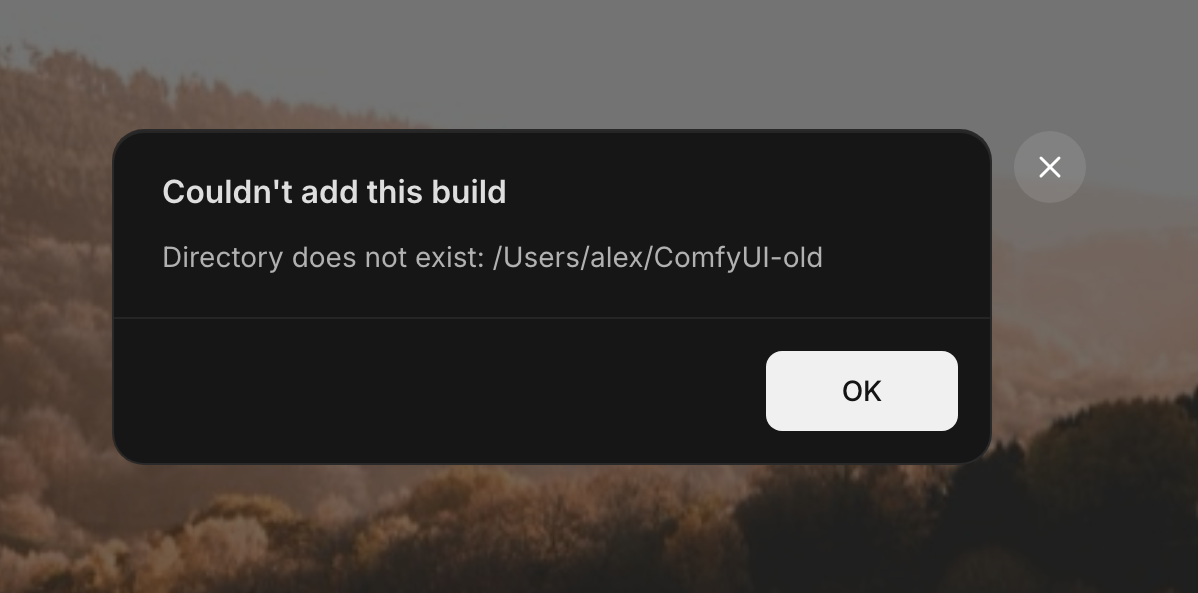 Couldn't add this build
Directory does not exist: /Users/alex/ComfyUI-old
OK